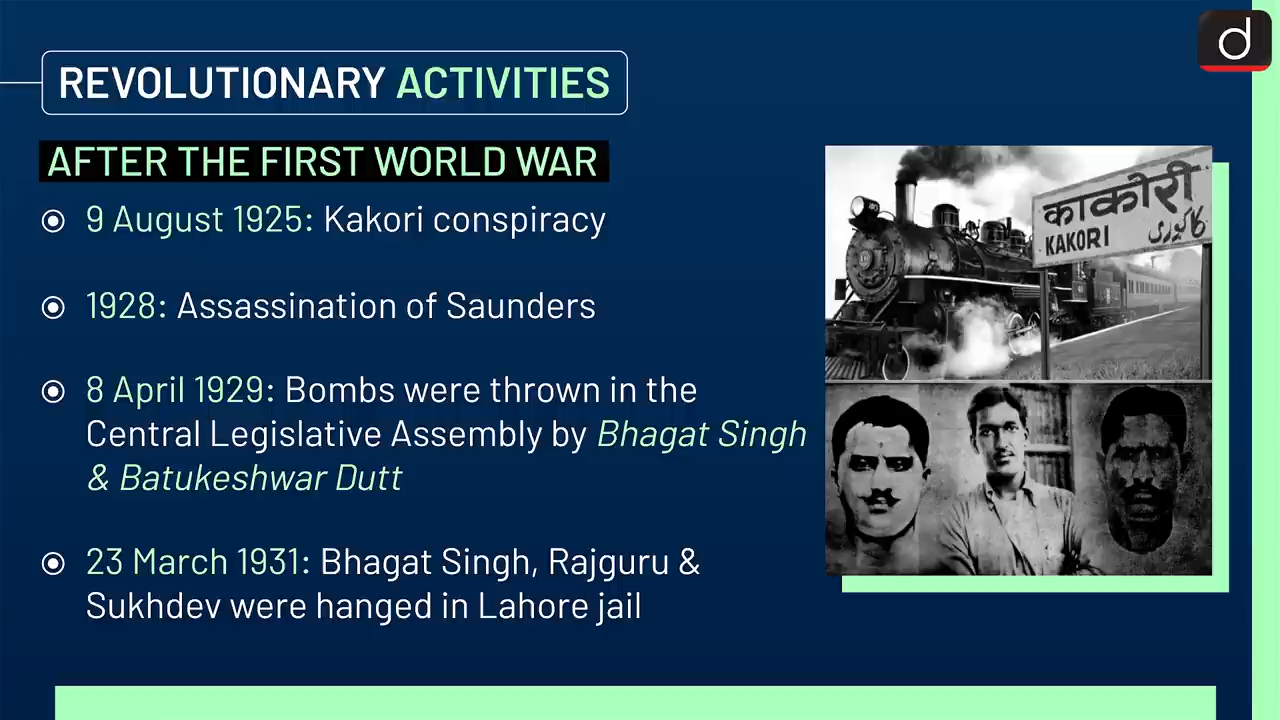 d
REVOLUTIONARY ACTIVITIES
AFTER THE FIRST WORLD WAR
9 August 1925: Kakori conspiracy
1928: Assassination of Saunders
8 April 1929: Bombs were thrown in the
Central Legislative Assembly by Bhagat Singh
& Batukeshwar Dutt
23 March 1931: Bhagat Singh, Rajguru &
Sukhdev were hanged in Lahore jail
काकोरी
KAKORI کاکوری